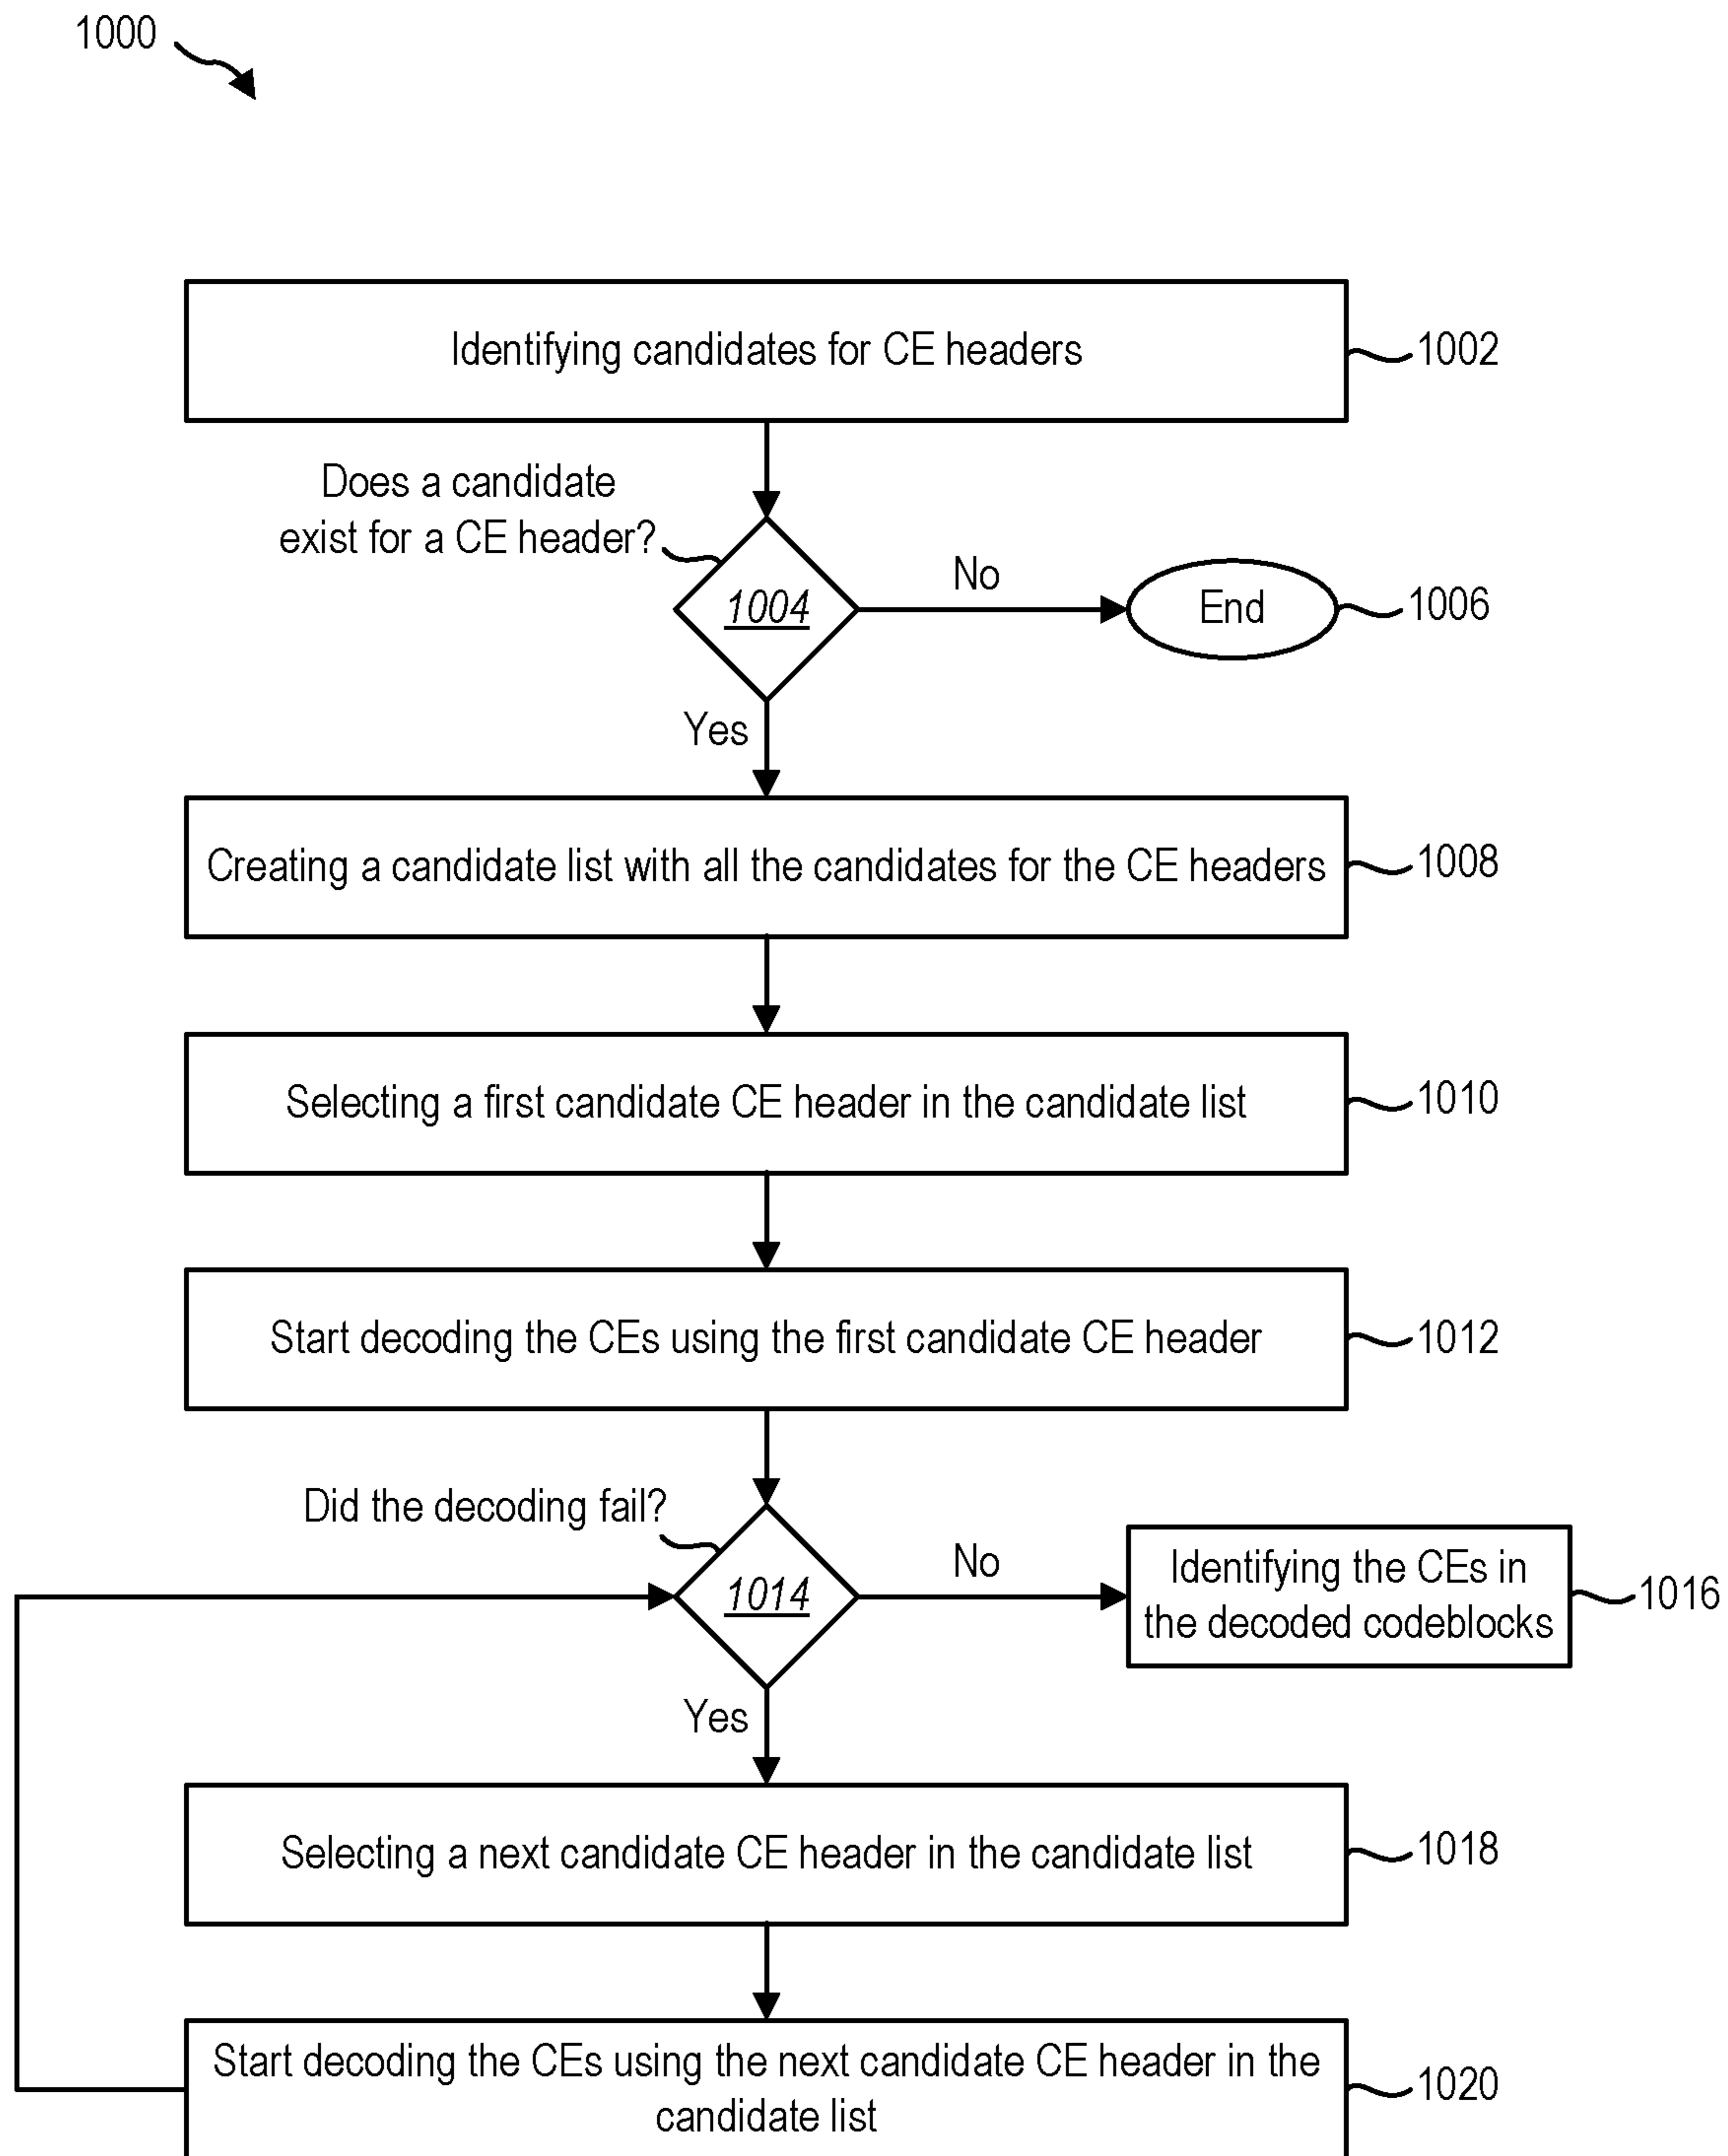 1000
Identifying candidates for CE headers
1002
Does a candidate
exist for a CE header?
1004
No
End
1006
Yes
Creating a candidate list with all the candidates for the CE headers
1008
Selecting a first candidate CE header in the candidate list
1010
Start decoding the CEs using the first candidate CE header
1012
Did the decoding fail?
1014
No
Identifying the CEs in
the decoded codeblocks
1016
Yes
Selecting a next candidate CE header in the candidate list
1018
Start decoding the CEs using the next candidate CE header in the
candidate list
1020